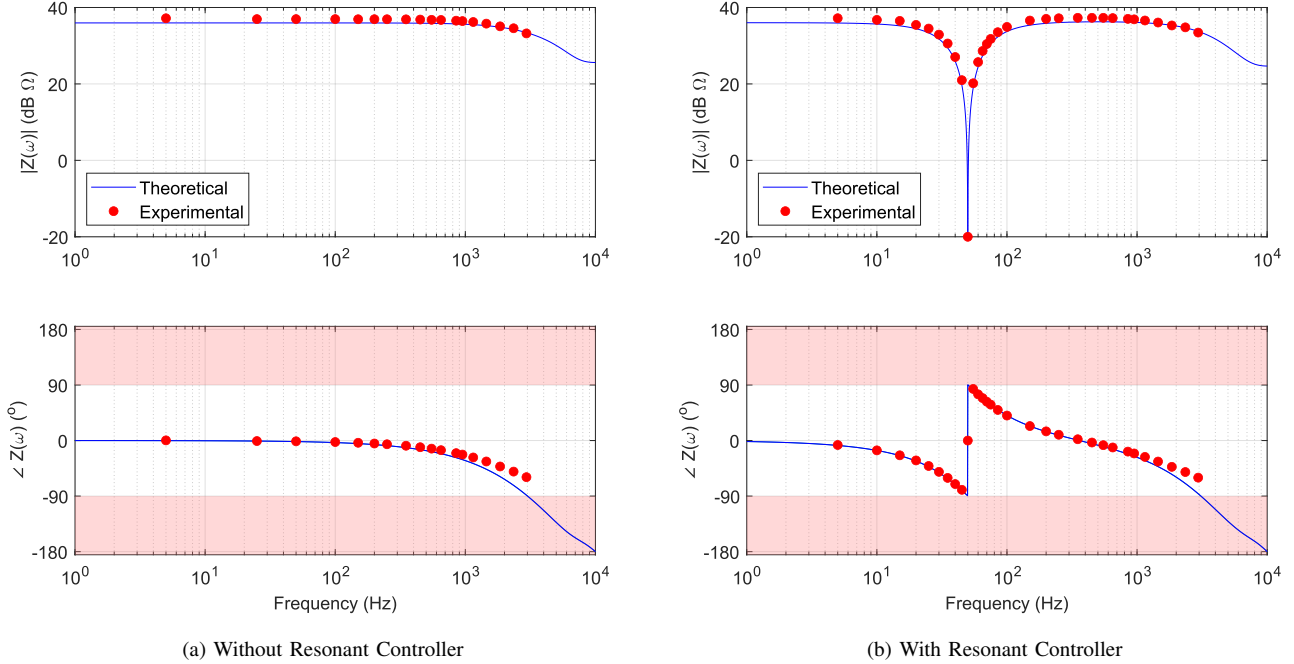 40
20
0
-20
|Z(ω)| (dB Ω)
Theoretical
Experimental
10^0 10^1 10^2 10^3 10^4
180
90
0
-90
-180
∠ Z(ω) (°)
10^0 10^1 10^2 10^3 10^4
Frequency (Hz)
(a) Without Resonant Controller
40
20
0
-20
|Z(ω)| (dB Ω)
Theoretical
Experimental
10^0 10^1 10^2 10^3 10^4
180
90
0
-90
-180
∠ Z(ω) (°)
10^0 10^1 10^2 10^3 10^4
Frequency (Hz)
(b) With Resonant Controller